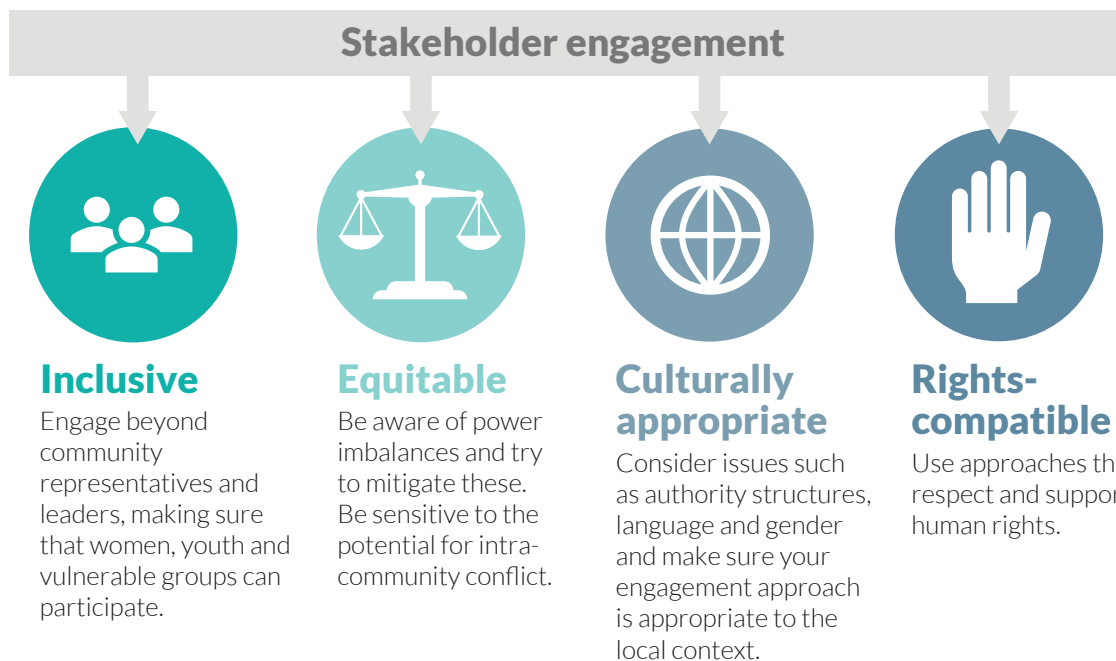 Stakeholder engagement
Inclusive
Engage beyond
community
representatives and
leaders, making sure
that women, youth and
vulnerable groups can
participate.
Equitable
Be aware of power
imbalances and try
to mitigate these.
Be sensitive to the
potential for intra-
community conflict.
Culturally
appropriate
Consider issues such
as authority structures,
language and gender
and make sure your
engagement approach
is appropriate to the
local context.
Rights-
compatible
Use approaches
respect and
human rights.